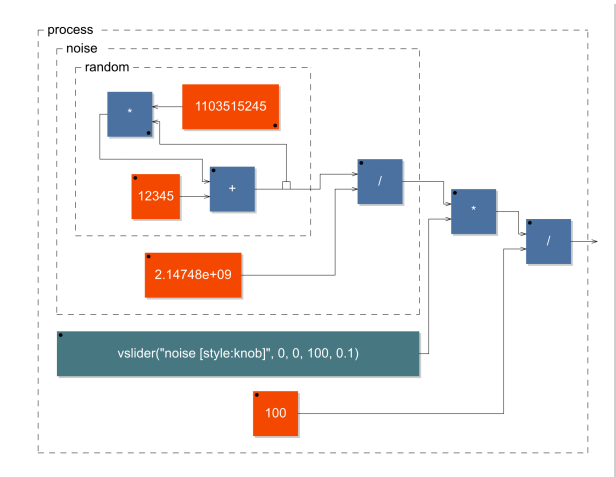 process
noise
random
*
1103515245
12345
+
/
*
/
2.14748e+09
vslider("noise [style:knob]", 0, 0, 100, 0.1)
100